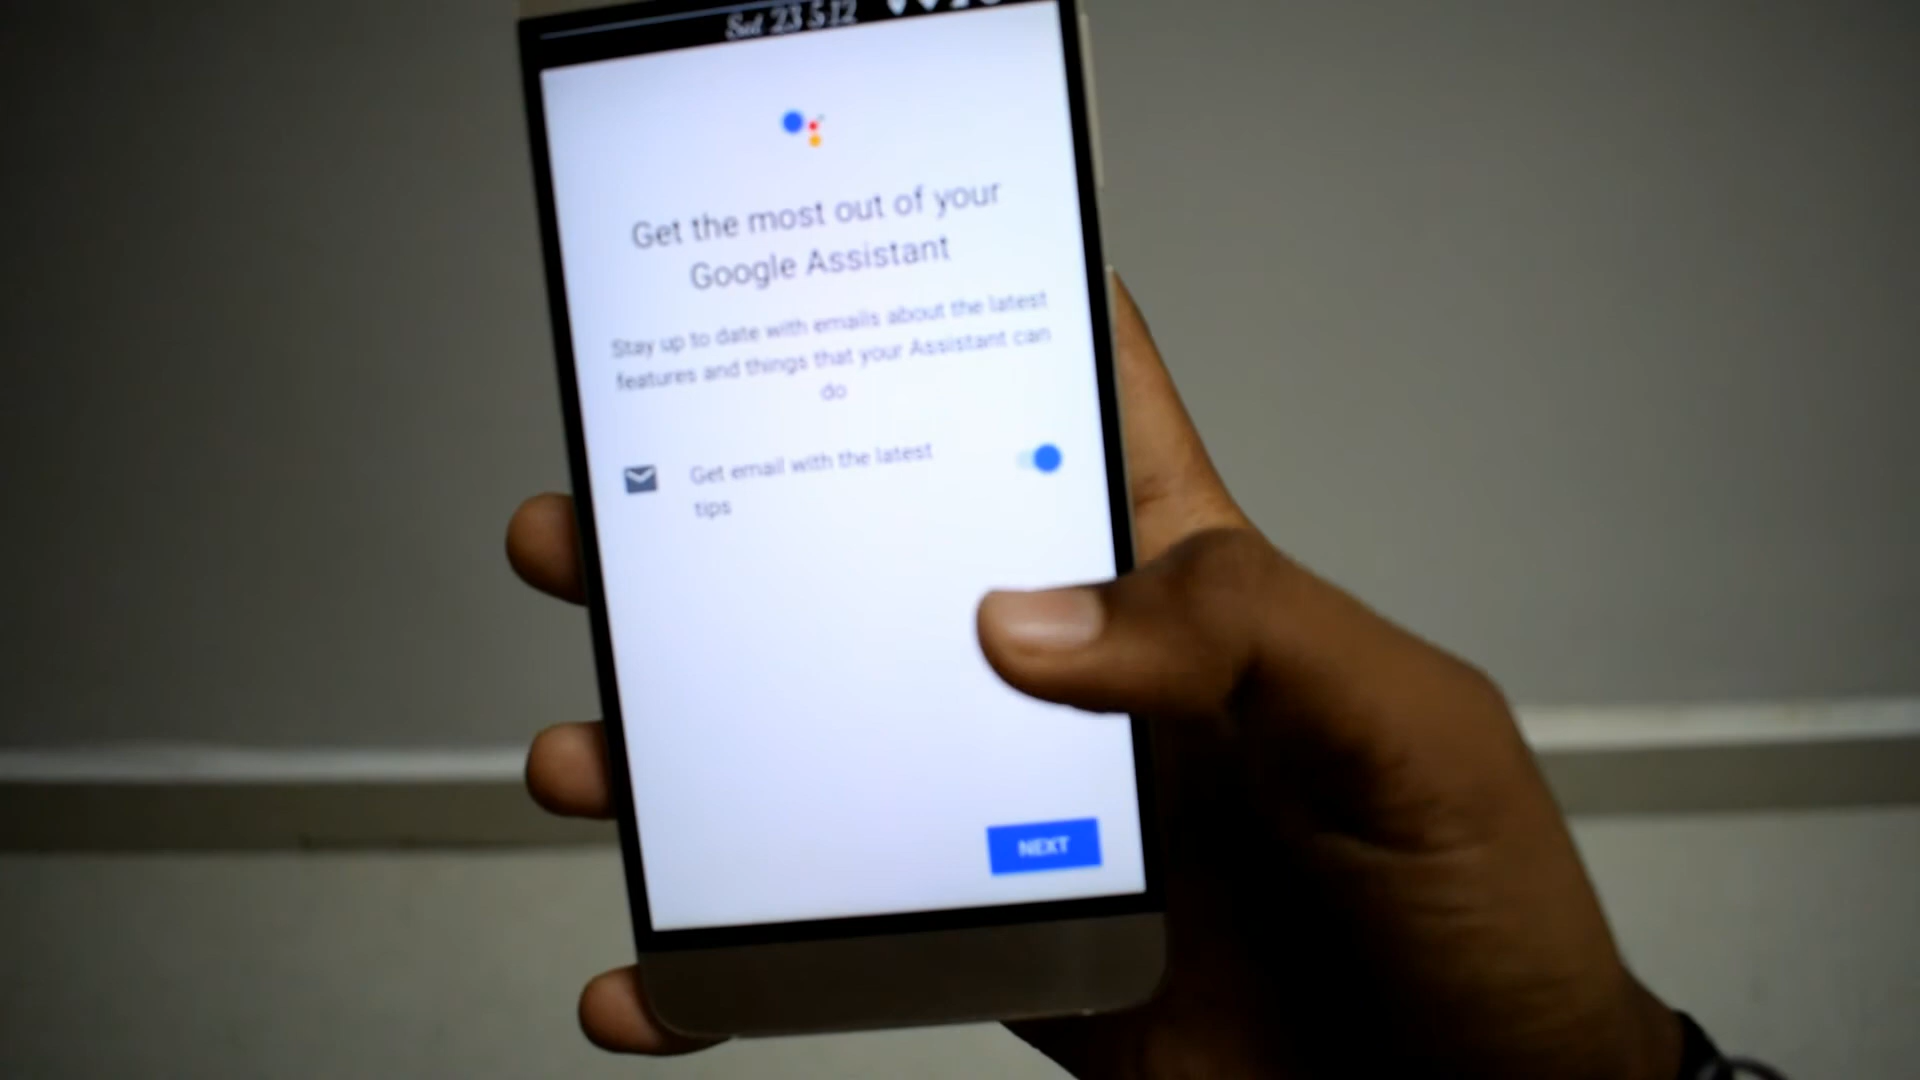 Sat 23 5 12
Get the most out of your
Google Assistant
Stay up to date with emails about the latest
features and things that your Assistant can
do
Get email with the latest
tips
NEXT